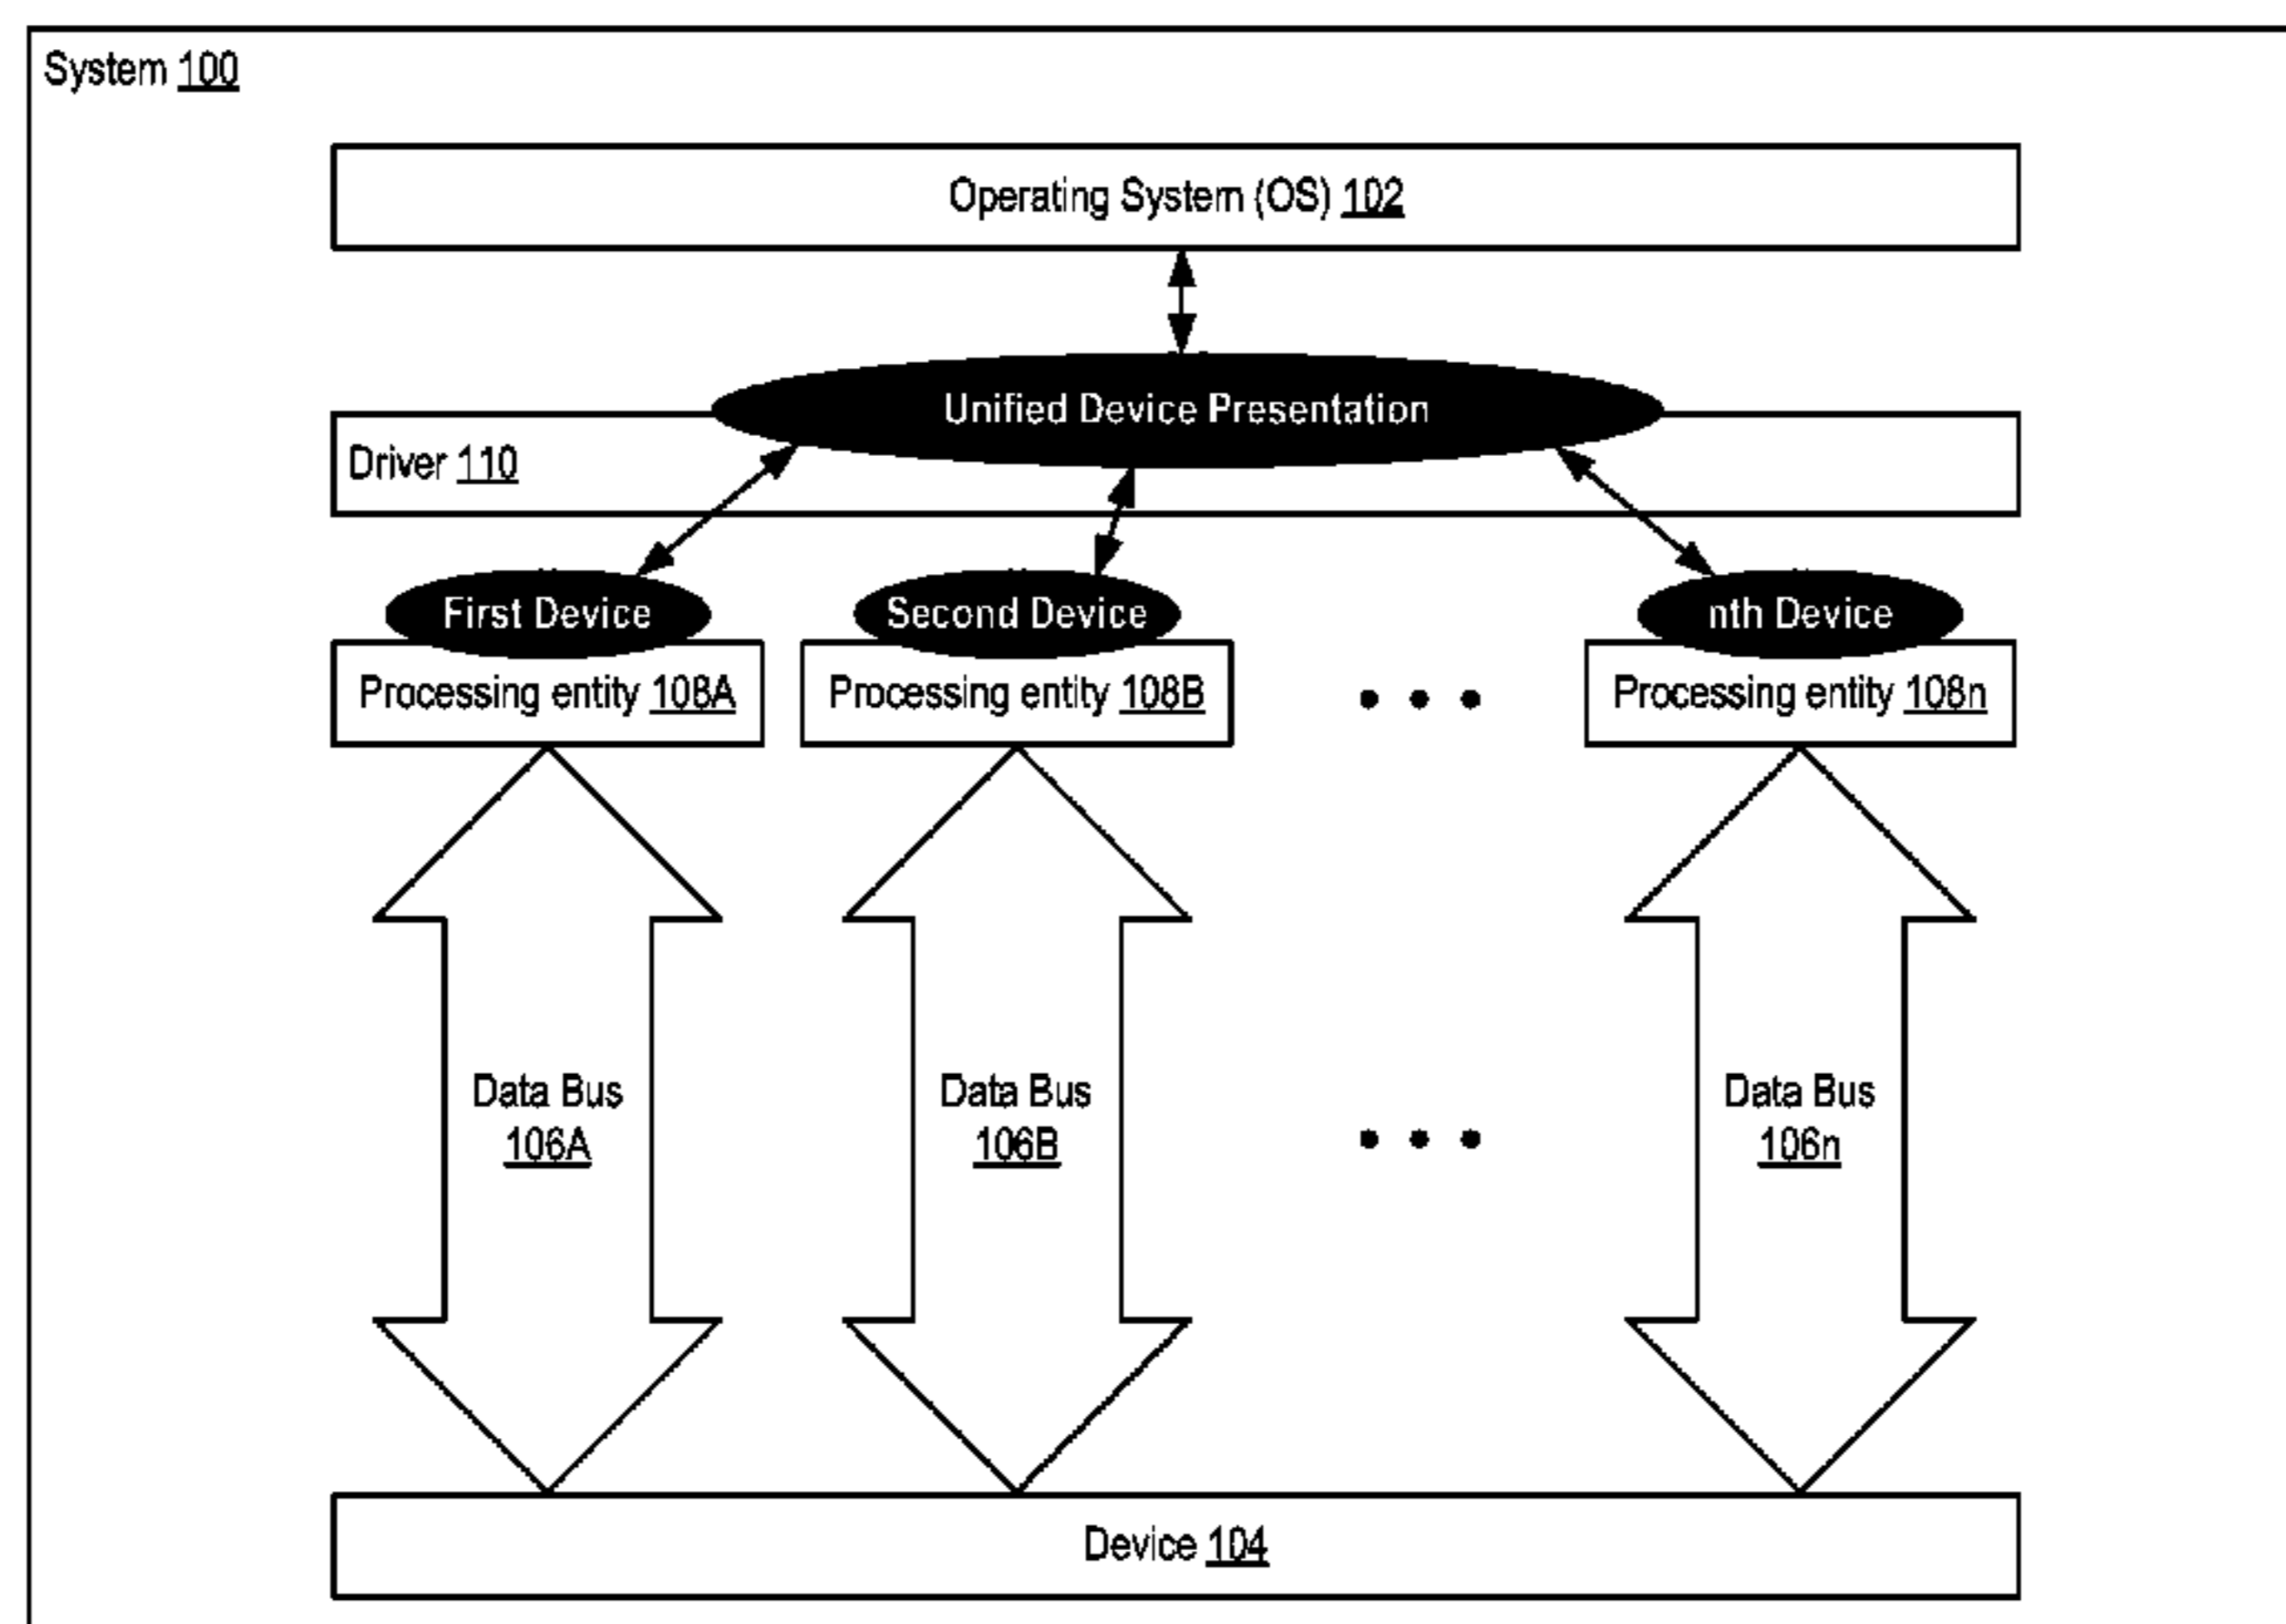 System 100
Operating System (OS) 102
Unified Device Presentation
Driver 110
First Device
Second Device
nth Device
Processing entity 108A
Processing entity 108B
Processing entity 108n
Data Bus
106A
Data Bus
106B
Data Bus
106n
Device 104